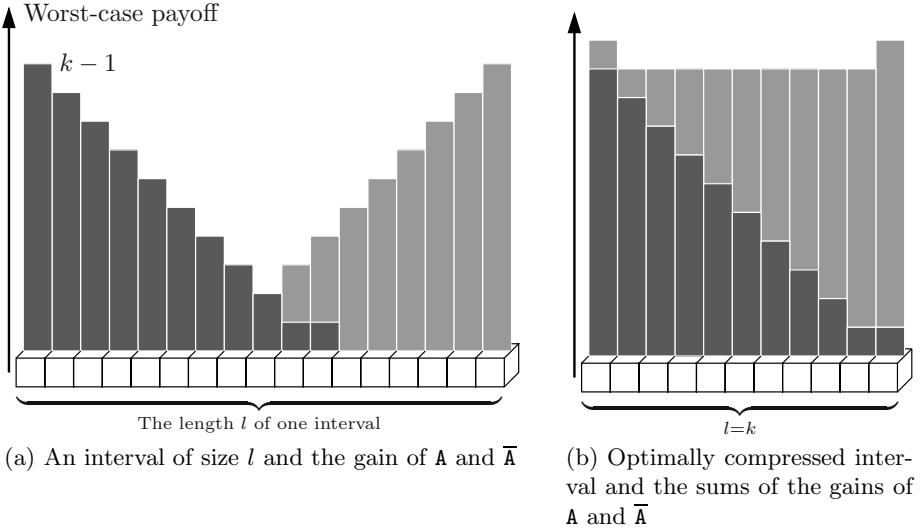 Worst-case payoff
k − 1
The length l of one interval
l=k
(a) An interval of size l and the gain of A and A̅
(b) Optimally compressed inter-
val and the sums of the gains of
A and A̅